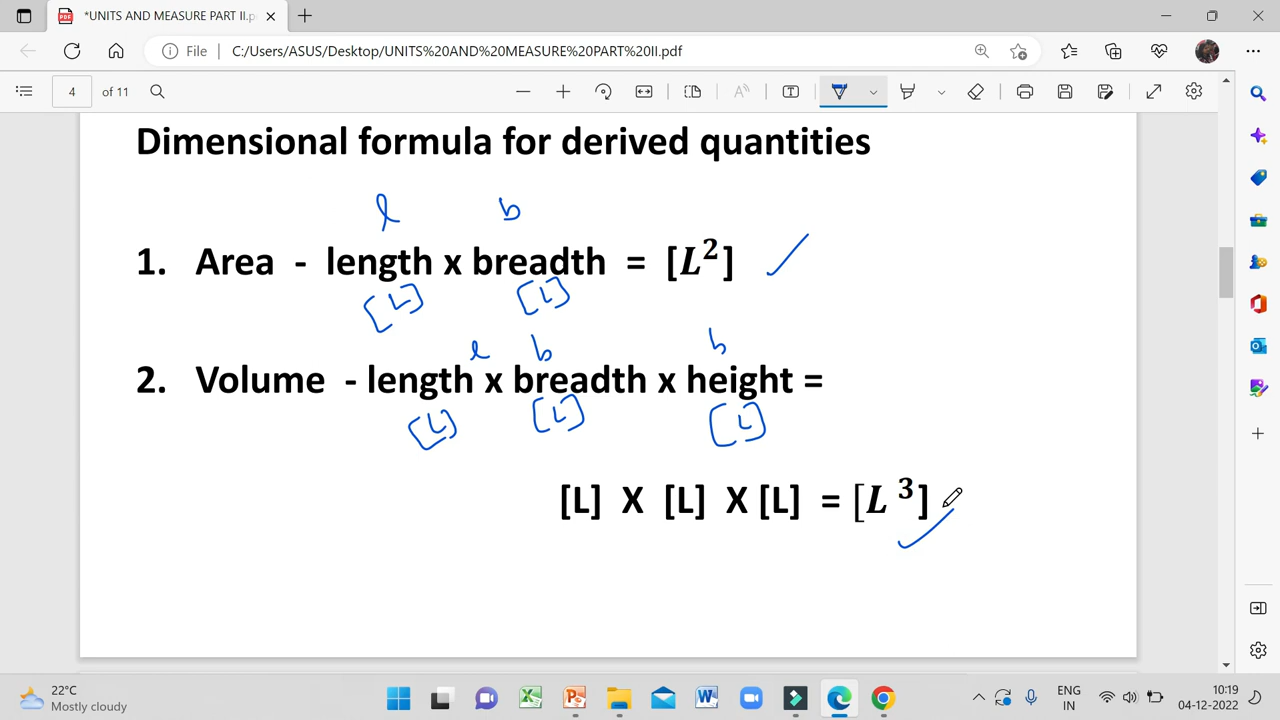 *UNITS AND MEASURE PART II.p
File C:/Users/ASUS/Desktop/UNITS%20AND%20MEASURE%20PART%20II.pdf
4 of 11
Dimensional formula for derived quantities
l b
1. Area - length x breadth = [L²]
[L] [L]
l b h
2. Volume - length x breadth x height =
[L] [L] [L]
[L] X [L] X [L] = [L ³]
22°C
Mostly cloudy
ENG
IN
10:19
04-12-2022